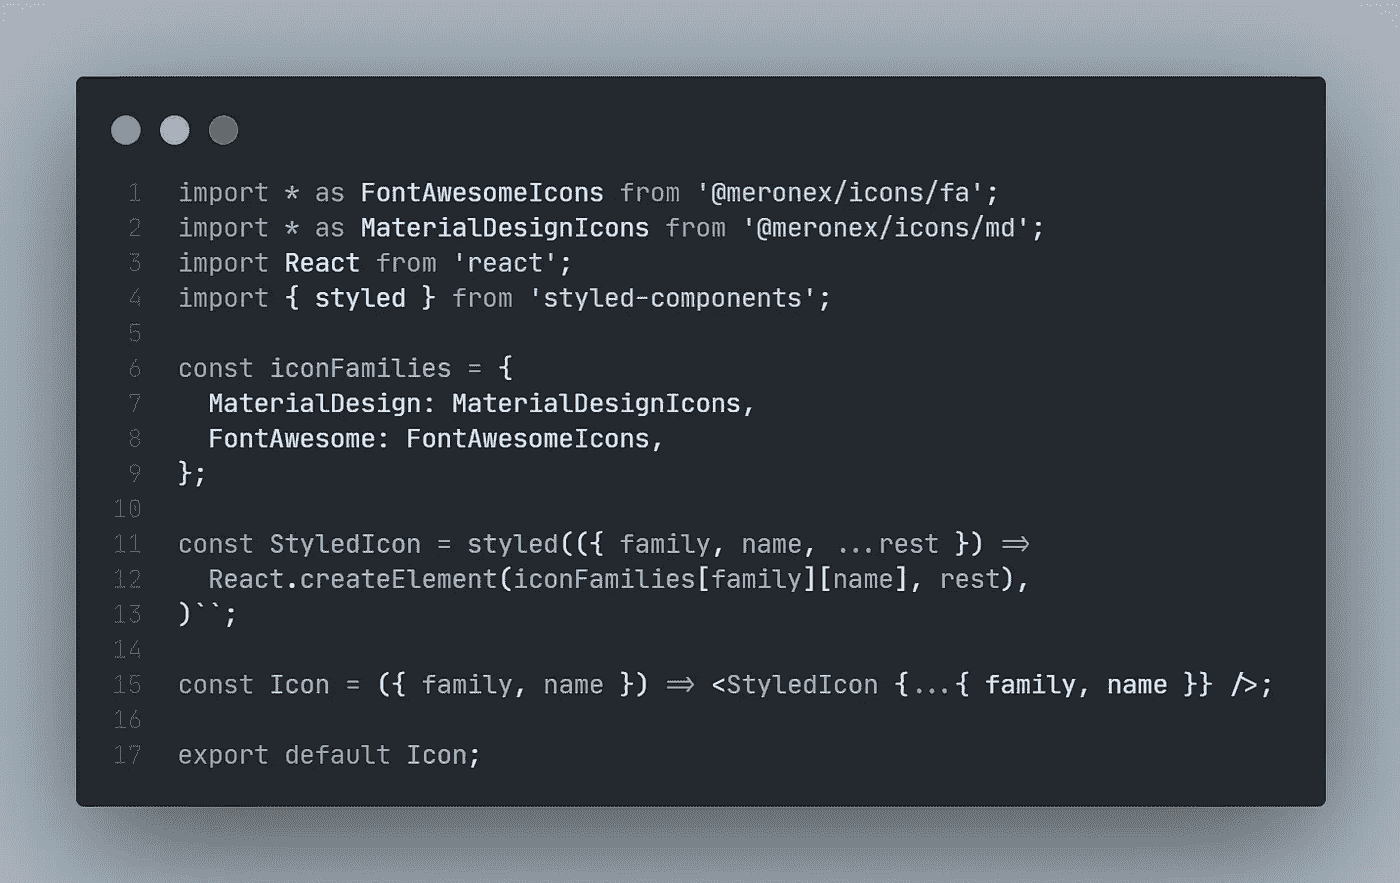 1 import * as FontAwesomeIcons from '@meronex/icons/fa';
2 import * as MaterialDesignIcons from '@meronex/icons/md';
3 import React from 'react';
4 import { styled } from 'styled-components';
5
6 const iconFamilies = {
7   MaterialDesign: MaterialDesignIcons,
8   FontAwesome: FontAwesomeIcons,
9 };
10
11 const StyledIcon = styled(({ family, name, ...rest }) =>
12   React.createElement(iconFamilies[family][name], rest),
13 )``;
14
15 const Icon = ({ family, name }) => <StyledIcon {...{ family, name }} />;
16
17 export default Icon;